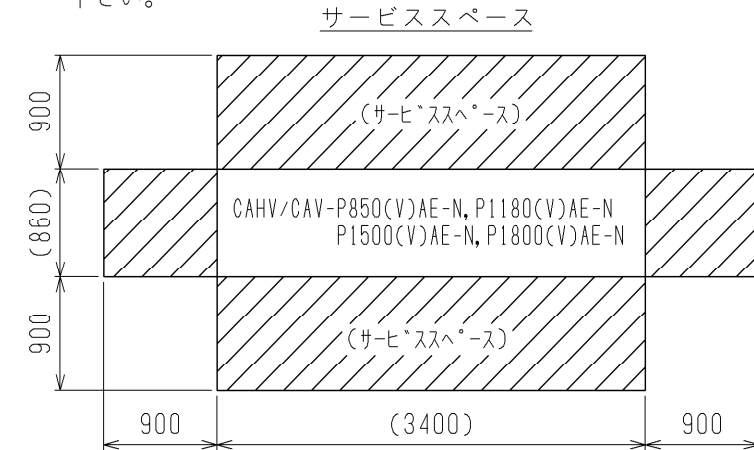 下さい。
サービススペース
900
(サービススペース)
(860)
CAHV/CAV-P850(V)AE-N,P1180(V)AE-N
P1500(V)AE-N,P1800(V)AE-N
900
(サービススペース)
900
(3400)
900